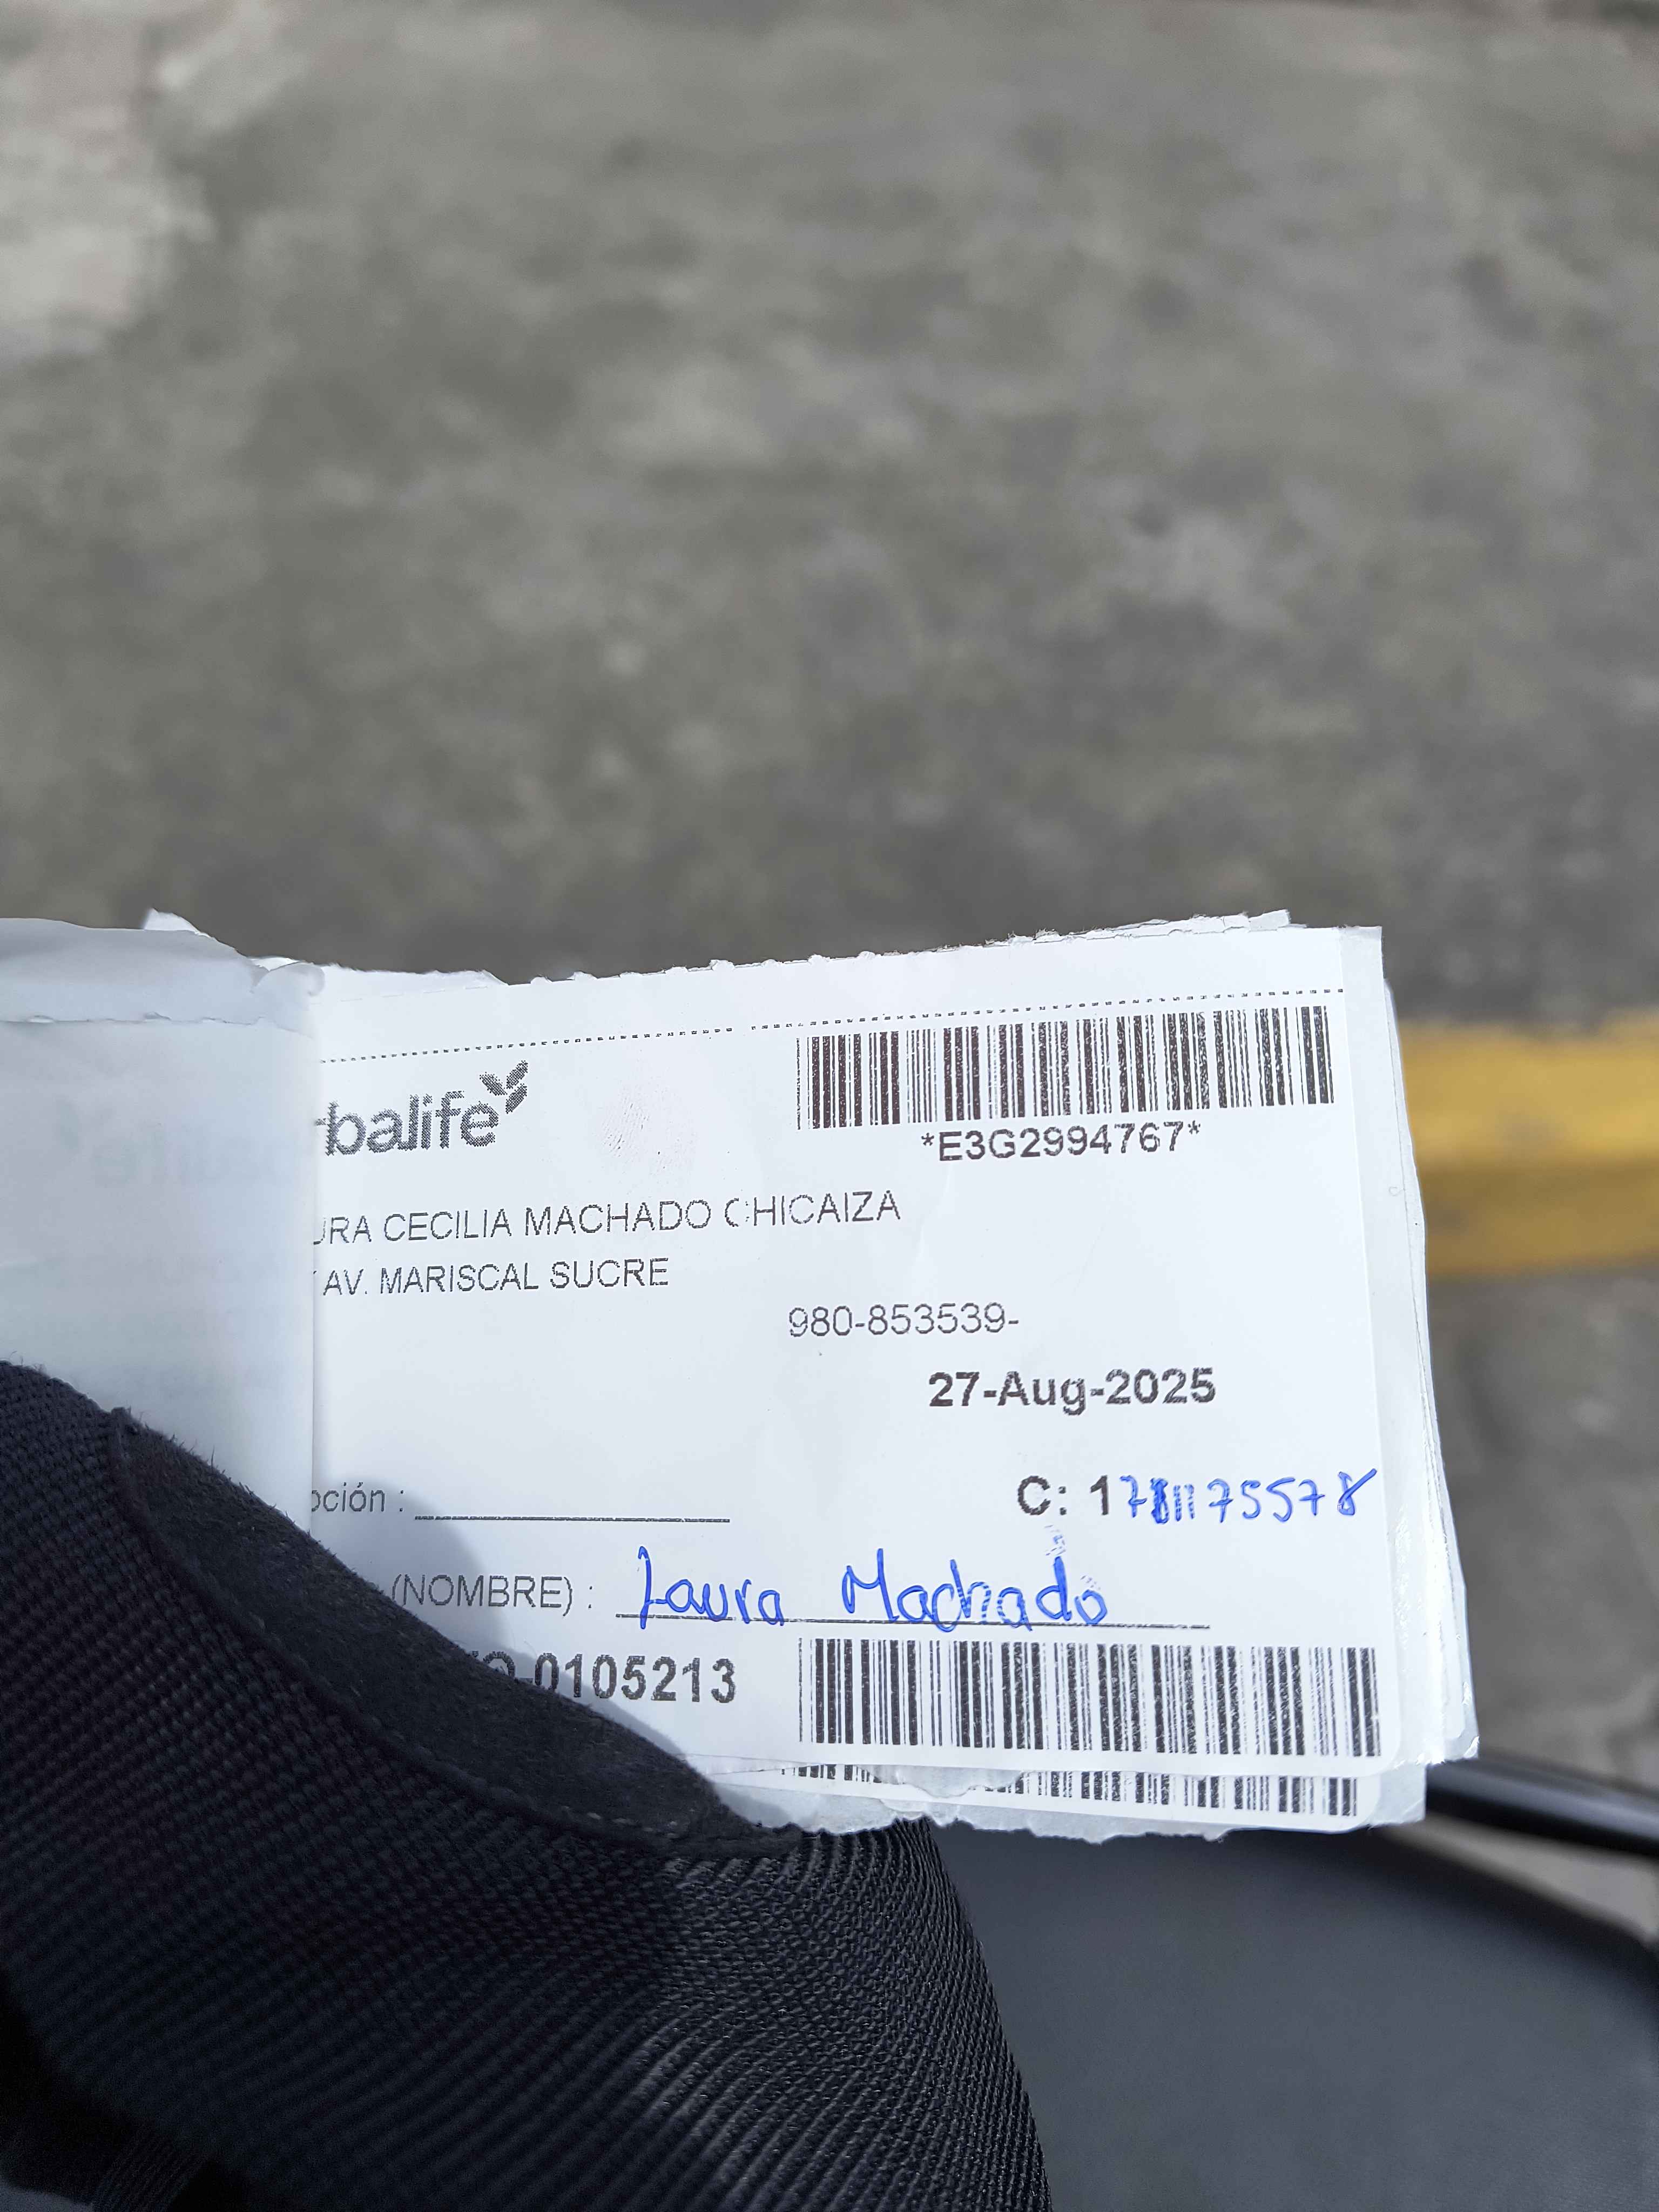 rbalife
*E3G2994767*
URA CECILIA MACHADO CHICAIZA
AV. MARISCAL SUCRE
980-853539-
27-Aug-2025
pción :
C: 1
(NOMBRE) : Laura Machado
0105213